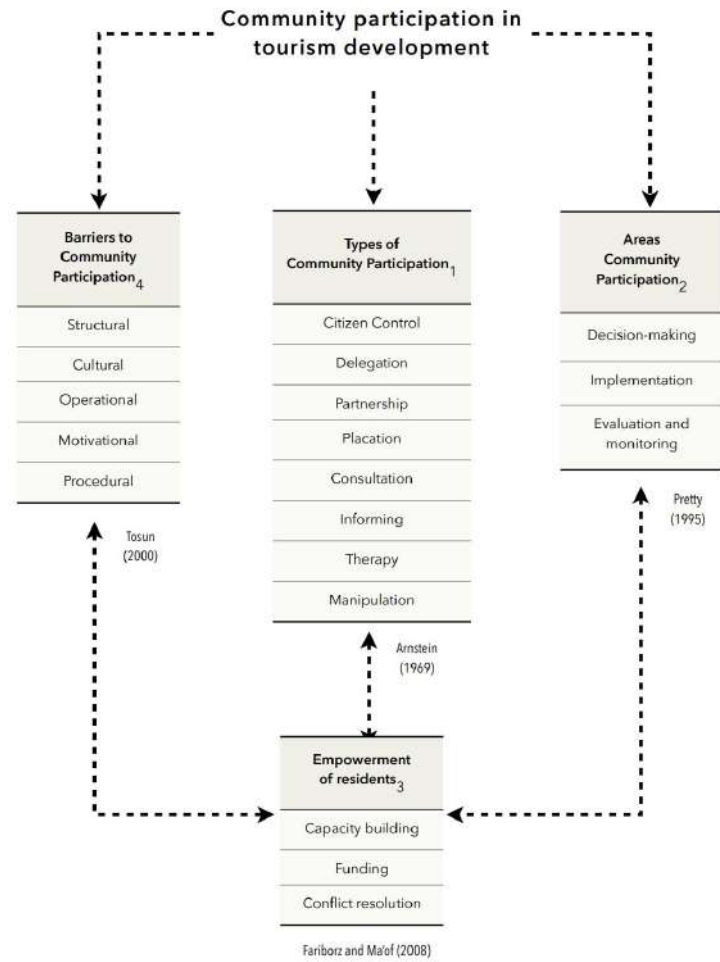 Community participation in
tourism development
Barriers to
Community
Participation4
Structural
Cultural
Operational
Motivational
Procedural
Tosun
(2000)
Types of
Community Participation1
Citizen Control
Delegation
Partnership
Placation
Consultation
Informing
Therapy
Manipulation
Arnstein
(1969)
Areas
Community
Participation2
Decision-making
Implementation
Evaluation and
monitoring
Pretty
(1995)
Empowerment
of residents3
Capacity building
Funding
Conflict resolution
Fariborz and Ma'of (2008)